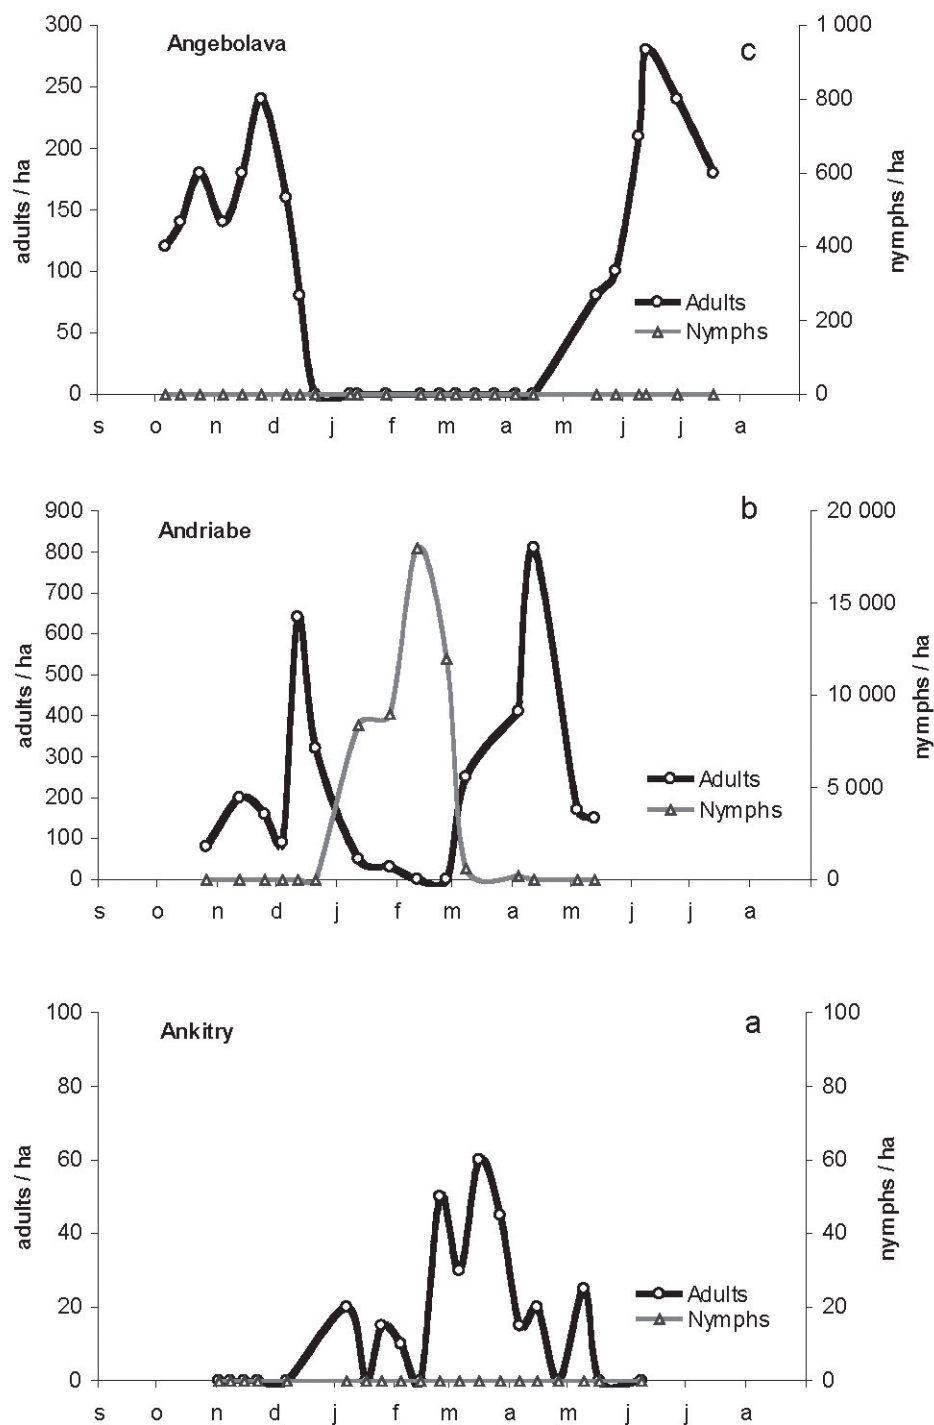 Angebolava
c
300
250
200
150
100
50
0
adults / ha
1 000
800
600
400
200
0
nymphs / ha
Adults
Nymphs
s o n d j f m a m j j a
Andriabe
b
900
800
700
600
500
400
300
200
100
0
adults / ha
20 000
15 000
10 000
5 000
0
nymphs / ha
Adults
Nymphs
s o n d j f m a m j j a
Ankitry
a
100
80
60
40
20
0
adults / ha
100
80
60
40
20
0
nymphs / ha
Adults
Nymphs
s o n d j f m a m j j a